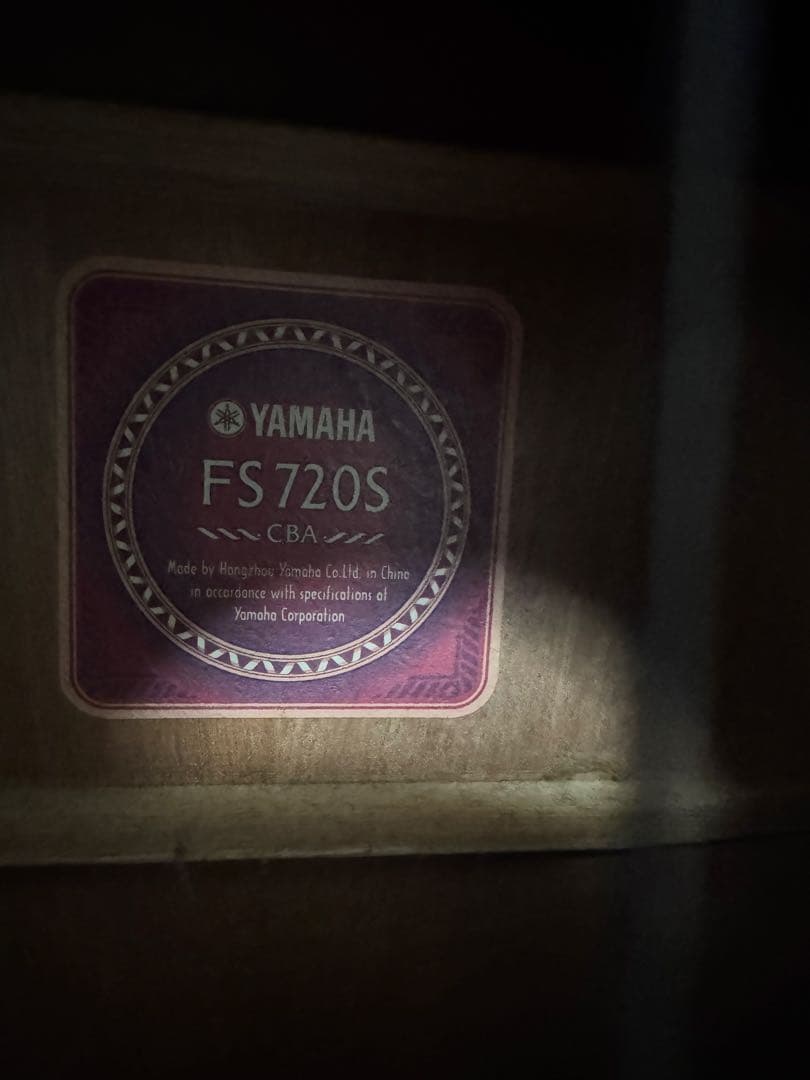 YAMAHA
FS720S
CBA
Made by Hangzhou Yamaha Co.Ltd. in China
in accordance with specifications of
Yamaha Corporation